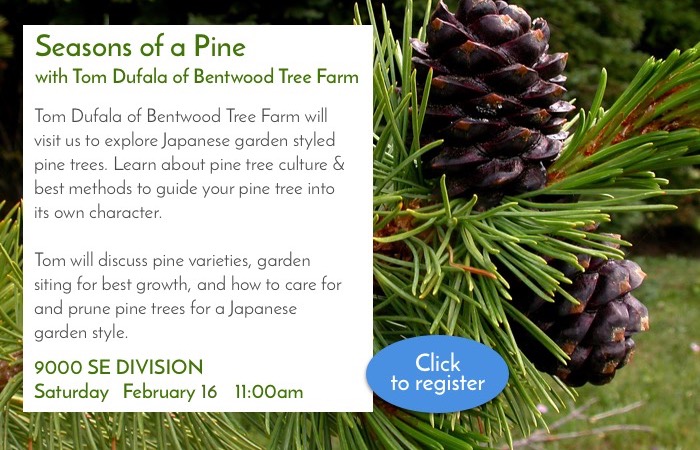 Seasons of a Pine
with Tom Dufala of Bentwood Tree Farm
Tom Dufala of Bentwood Tree Farm will
visit us to explore Japanese garden styled
pine trees. Learn about pine tree culture &
best methods to guide your pine tree into
its own character.
Tom will discuss pine varieties, garden
siting for best growth, and how to care for
and prune pine trees for a Japanese
garden style.
9000 SE DIVISION
Saturday February 16 11:00am
Click
to register